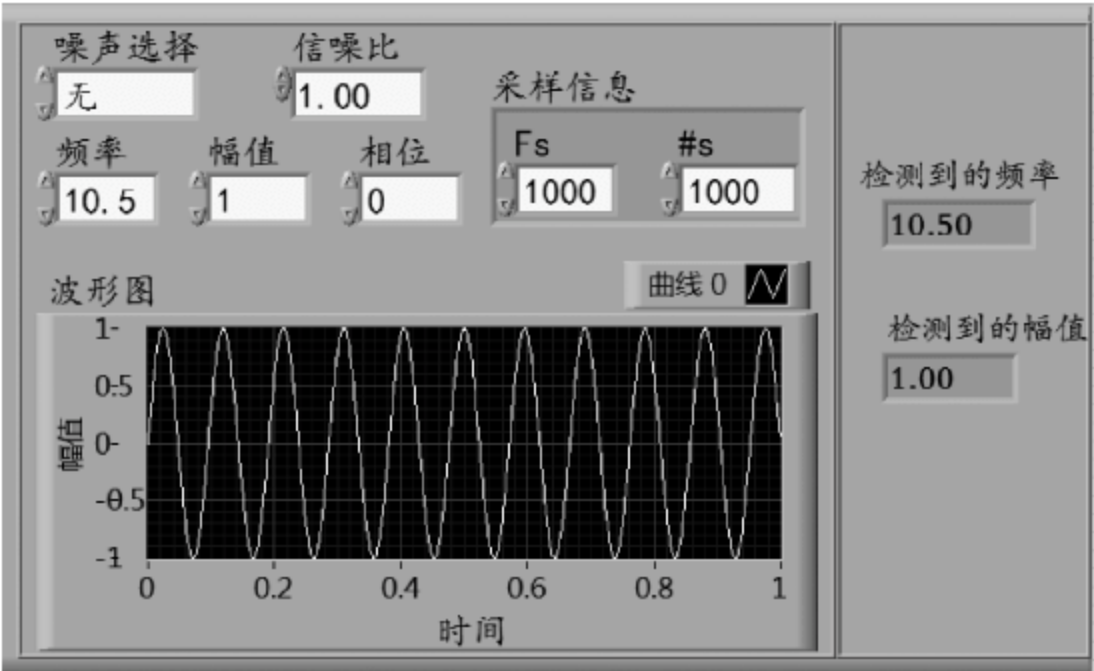 噪声选择 信噪比
无 1.00
采样信息
频率 幅值 相位 Fs #s
10.5 1 0 1000 1000
检测到的频率
10.50
波形图 曲线 0
检测到的幅值
1.00
幅值
1
0.5
0
-0.5
-1
0 0.2 0.4 0.6 0.8 1
时间